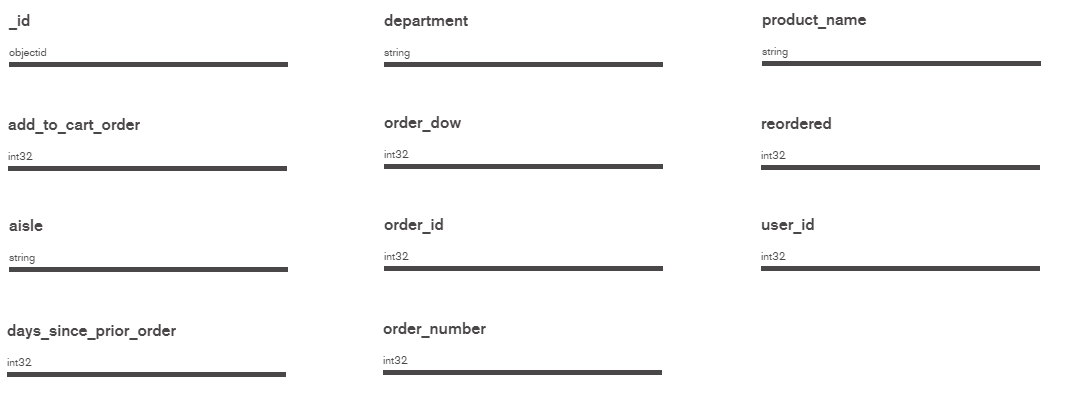 _id
objectid
department
string
product_name
string
add_to_cart_order
int32
order_dow
int32
reordered
int32
aisle
string
order_id
int32
user_id
int32
days_since_prior_order
int32
order_number
int32